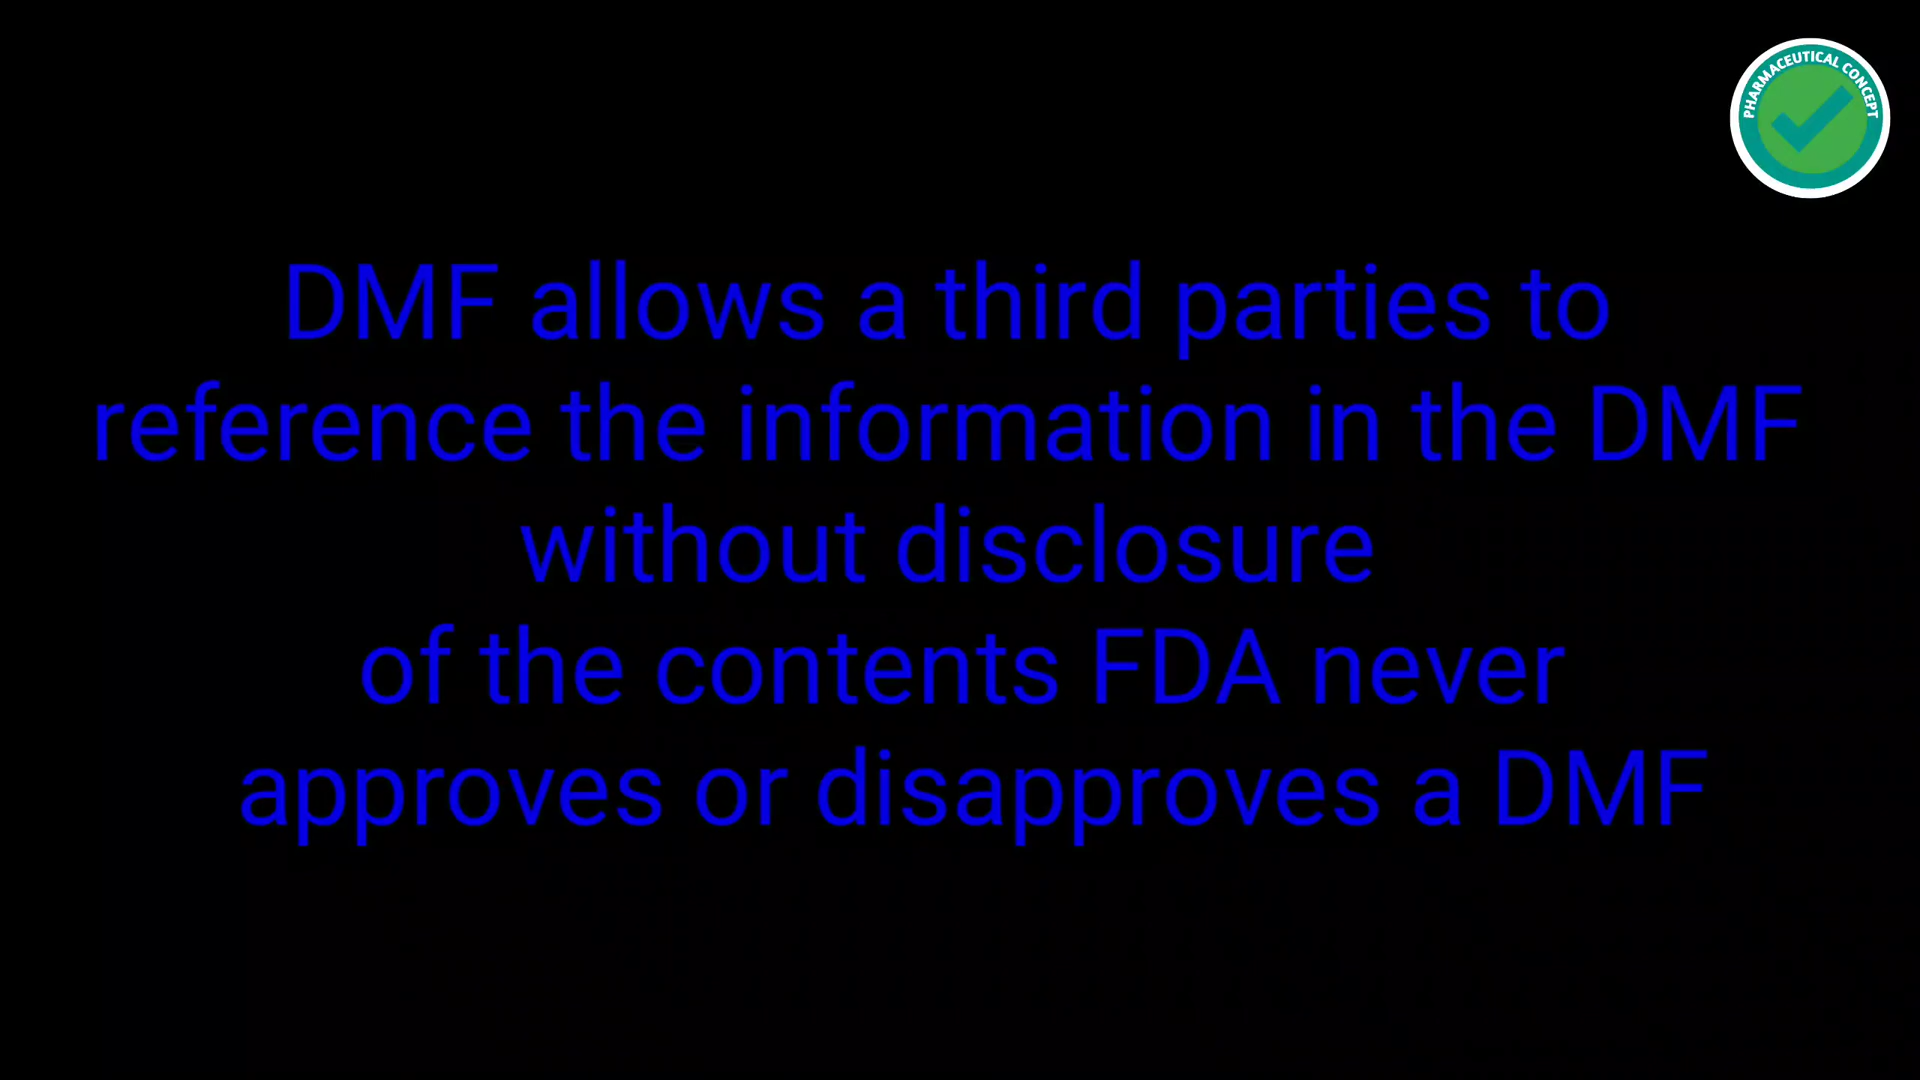 PHARMACEUTICAL CONCEPT
DMF allows a third parties to
reference the information in the DMF
without disclosure
of the contents FDA never
approves or disapproves a DMF